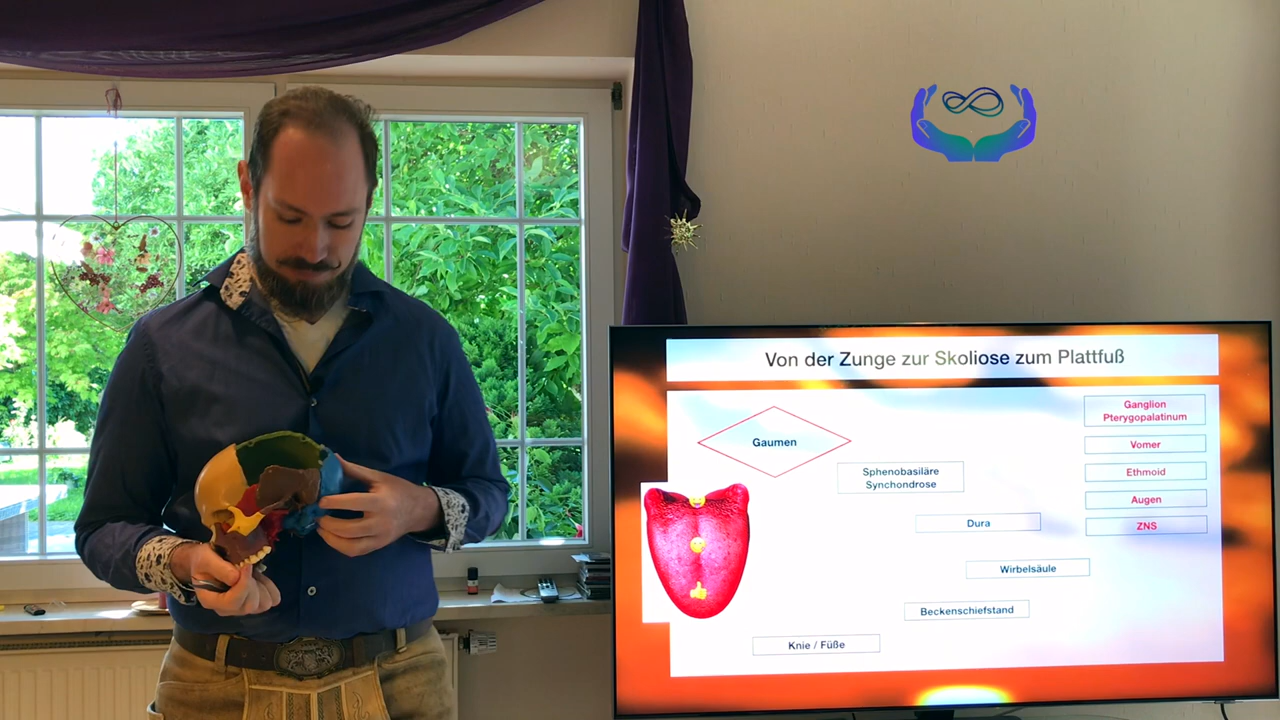 Von der Zunge zur Skoliose zum Plattfuß
Gaumen
Sphenobasiläre
Synchondrose
Dura
Wirbelsäule
Beckenschiefstand
Knie / Füße
Ganglion
Pterygopalatinum
Vomer
Ethmoid
Augen
ZNS